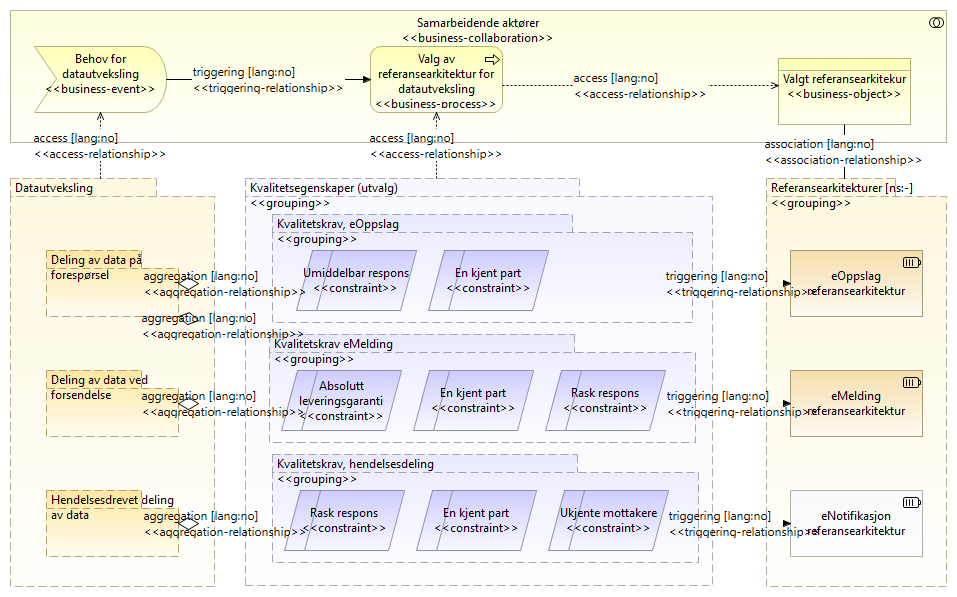 Samarbeidende aktører
<<business-collaboration>>
Behov for
datautveksling
<<business-event>>
triggering [lang:no]
<<triggering-relationship>>
Valg av
referansearkitektur for
datautveksling
<<business-process>>
access [lang:no]
<<access-relationship>>
Valgt referansearkitekur
<<business-object>>
access [lang:no]
<<access-relationship>>
access [lang:no]
<<access-relationship>>
association [lang:no]
<<association-relationship>>
Datautveksling
Kvalitetsegenskaper (utvalg)
<<grouping>>
Referansearkitekturer [ns:-]
<<grouping>>
Kvalitetskrav, eOppslag
<<grouping>>
Deling av data på
forespørsel
aggregation [lang:no]
<<aggregation-relationship>>
Umiddelbar respons
<<constraint>>
En kjent part
<<constraint>>
triggering [lang:no]
<<triggering-relationship>>
eOppslag
referansearkitektur
aggregation [lang:no]
<<aggregation-relationship>>
Kvalitetskrav eMelding
<<grouping>>
Deling av data ved
forsendelse
aggregation [lang:no]
<<aggregation-relationship>>
Absolutt
leveringsgaranti
<<constraint>>
En kjent part
<<constraint>>
Rask respons
<<constraint>>
triggering [lang:no]
<<triggering-relationship>>
eMelding
referansearkitektur
Kvalitetskrav, hendelsesdeling
<<grouping>>
Hendelsesdrevet deling
av data
aggregation [lang:no]
<<aggregation-relationship>>
Rask respons
<<constraint>>
En kjent part
<<constraint>>
Ukjente mottakere
<<constraint>>
triggering [lang:no]
<<triggering-relationship>>
eNotifikasjon
referansearkitektur